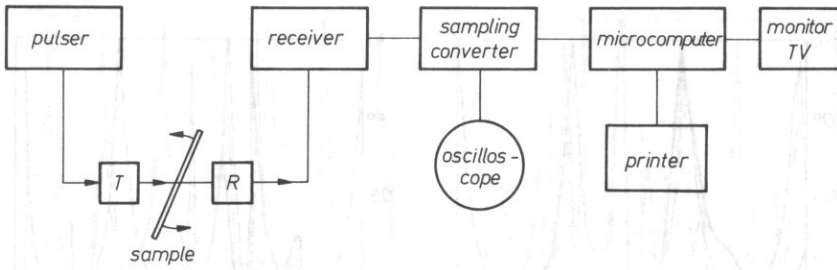 pulser
receiver
sampling
converter
microcomputer
monitor
TV
oscillos-
cope
printer
T
R
sample